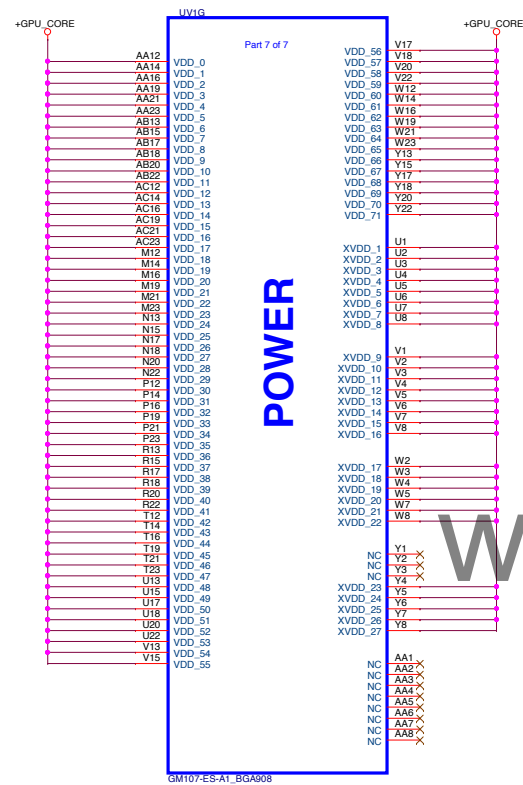 UV1G
+GPU_CORE
+GPU_CORE
Part 7 of 7
AA12 VDD_0
AA14 VDD_1
AA16 VDD_2
AA19 VDD_3
AA21 VDD_4
AA23 VDD_5
AB13 VDD_6
AB15 VDD_7
AB17 VDD_8
AB18 VDD_9
AB20 VDD_10
AB22 VDD_11
AC12 VDD_12
AC14 VDD_13
AC16 VDD_14
AC19 VDD_15
AC21 VDD_16
AC23 VDD_17
M12 VDD_18
M14 VDD_19
M16 VDD_20
M19 VDD_21
M21 VDD_22
M23 VDD_23
N13 VDD_24
N15 VDD_25
N17 VDD_26
N18 VDD_27
N20 VDD_28
N22 VDD_29
P12 VDD_30
P14 VDD_31
P16 VDD_32
P19 VDD_33
P21 VDD_34
P23 VDD_35
R13 VDD_36
R15 VDD_37
R17 VDD_38
R18 VDD_39
R20 VDD_40
R22 VDD_41
T12 VDD_42
T14 VDD_43
T16 VDD_44
T19 VDD_45
T21 VDD_46
T23 VDD_47
U13 VDD_48
U15 VDD_49
U17 VDD_50
U18 VDD_51
U20 VDD_52
U22 VDD_53
V13 VDD_54
V15 VDD_55
POWER
VDD_56 V17
VDD_57 V18
VDD_58 V20
VDD_59 V22
VDD_60 W12
VDD_61 W14
VDD_62 W16
VDD_63 W19
VDD_64 W21
VDD_65 W23
VDD_66 Y13
VDD_67 Y15
VDD_68 Y17
VDD_69 Y18
VDD_70 Y20
VDD_71 Y22
XVDD_1 U1
XVDD_2 U2
XVDD_3 U3
XVDD_4 U4
XVDD_5 U5
XVDD_6 U6
XVDD_7 U7
XVDD_8 U8
XVDD_9 V1
XVDD_10 V2
XVDD_11 V3
XVDD_12 V4
XVDD_13 V5
XVDD_14 V6
XVDD_15 V7
XVDD_16 V8
XVDD_17 W2
XVDD_18 W3
XVDD_19 W4
XVDD_20 W5
XVDD_21 W7
XVDD_22 W8
NC Y1
NC Y2
NC Y3
XVDD_23 Y4
XVDD_24 Y5
XVDD_25 Y6
XVDD_26 Y7
XVDD_27 Y8
NC AA1
NC AA2
NC AA3
NC AA4
NC AA5
NC AA6
NC AA7
NC AA8
W
GM107-ES-A1_BGA908